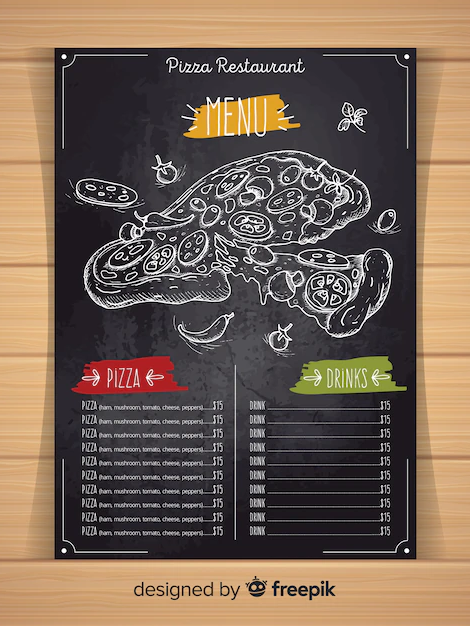 Pizza Restaurant
MENU
PIZZA
PIZZA (ham, mushroom, tomato, cheese, peppers).....$15
PIZZA (ham, mushroom, tomato, cheese, peppers).....$15
PIZZA (ham, mushroom, tomato, cheese, peppers).....$15
PIZZA (ham, mushroom, tomato, cheese, peppers).....$15
PIZZA (ham, mushroom, tomato, cheese, peppers).....$15
PIZZA (ham, mushroom, tomato, cheese, peppers).....$15
PIZZA (ham, mushroom, tomato, cheese, peppers).....$15
PIZZA (ham, mushroom, tomato, cheese, peppers).....$15
PIZZA (ham, mushroom, tomato, cheese, peppers).....$15
PIZZA (ham, mushroom, tomato, cheese, peppers).....$15
DRINKS
DRINK $15
DRINK $15
DRINK $15
DRINK $15
DRINK $15
DRINK $15
DRINK $15
DRINK $15
DRINK $15
DRINK $15
designed by freepik